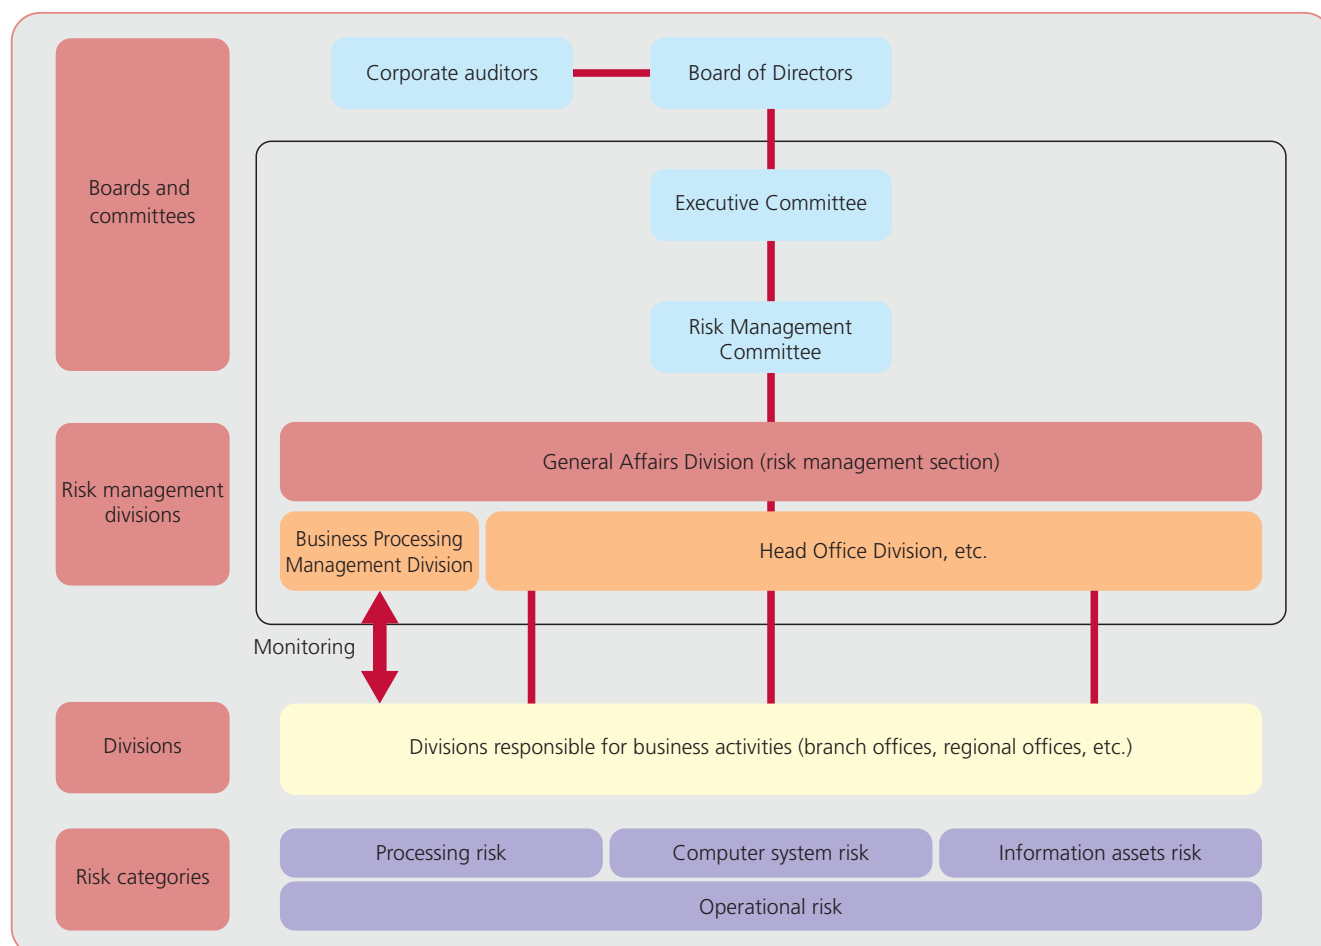 Boards and
committees
Corporate auditors
Board of Directors
Executive Committee
Risk Management
Committee
Risk management
divisions
General Affairs Division (risk management section)
Business Processing
Management Division
Head Office Division, etc.
Monitoring
Divisions
Divisions responsible for business activities (branch offices, regional offices, etc.)
Risk categories
Processing risk
Computer system risk
Information assets risk
Operational risk